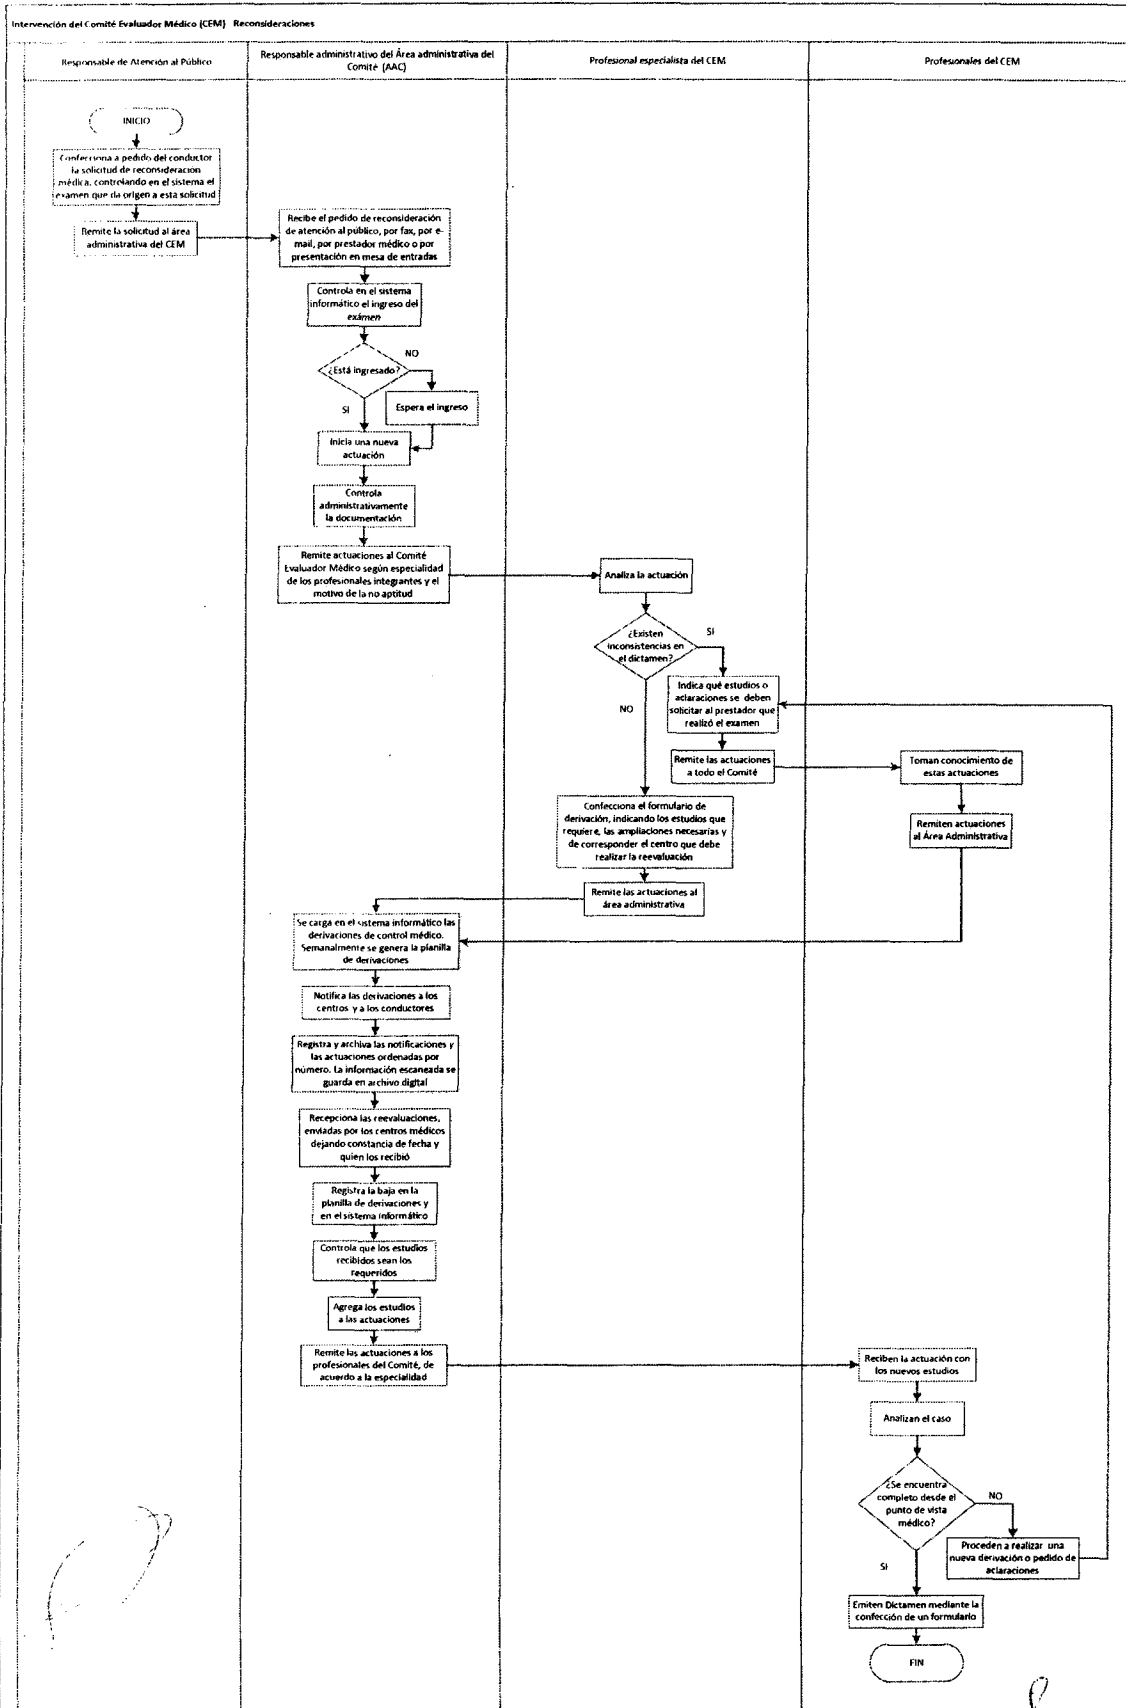 Intervención del Comité Evaluador Médico (CEM) Reconsideraciones
Responsable de Atención al Público
Responsable administrativo del Área administrativa del
Comité (AAC)
Profesional especialista del CEM
Profesionales del CEM
INICIO
Confecciona a pedido del conductor
la solicitud de reconsideración
médica, controlando en el sistema el
examen que da origen a esta solicitud
Remite la solicitud al área
administrativa del CEM
Recibe el pedido de reconsideración
de atención al público, por fax, por e-
mail, por prestador médico o por
presentación en mesa de entradas
Controla en el sistema
informático el ingreso del
exámen
¿Está ingresado?
NO
SI
Espera el ingreso
Inicia una nueva
actuación
Controla
administrativamente
la documentación
Remite actuaciones al Comité
Evaluador Médico según especialidad
de los profesionales integrantes y el
motivo de la no aptitud
Analiza la actuación
¿Existen
inconsistencias en
el dictamen?
SI
NO
Indica qué estudios o
aclaraciones se deben
solicitar al prestador que
realizó el examen
Remite las actuaciones
a todo el Comité
Toman conocimiento de
estas actuaciones
Remiten actuaciones
al Área Administrativa
Confecciona el formulario de
derivación, indicando los estudios que
requiere, las ampliaciones necesarias y
de corresponder el centro que debe
realizar la reevaluación
Remite las actuaciones al
área administrativa
Se carga en el sistema informático las
derivaciones de control médico.
Semanalmente se genera la planilla
de derivaciones
Notifica las derivaciones a los
centros y a los conductores
Registra y archiva las notificaciones y
las actuaciones ordenadas por
número. La información escaneada se
guarda en archivo digital
Recepciona las reevaluaciones,
enviadas por los centros médicos
dejando constancia de fecha y
quien los recibió
Registra la baja en la
planilla de derivaciones y
en el sistema informático
Controla que los estudios
recibidos sean los
requeridos
Agrega los estudios
a las actuaciones
Remite las actuaciones a los
profesionales del Comité, de
acuerdo a la especialidad
Reciben la actuación con
los nuevos estudios
Analizan el caso
¿Se encuentra
completo desde el
punto de vista
médico?
NO
SI
Proceden a realizar una
nueva derivación o pedido de
aclaraciones
Emiten Dictamen mediante la
confección de un formulario
FIN